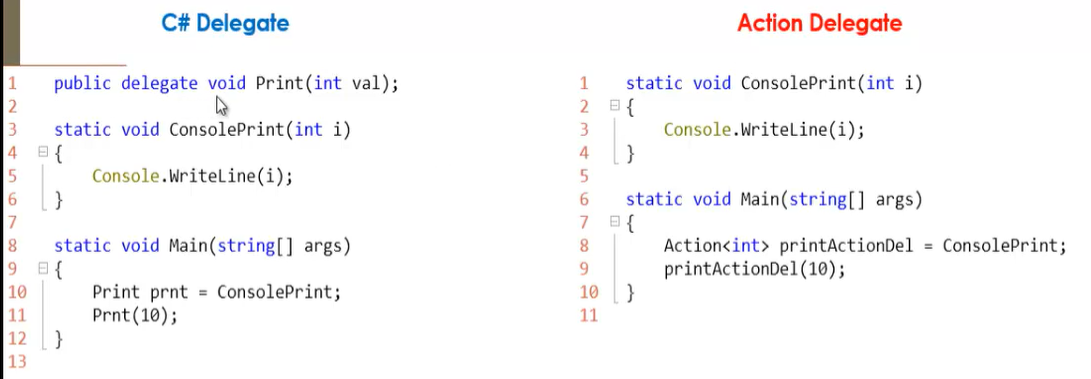 C# Delegate
1 public delegate void Print(int val);
2
3 static void ConsolePrint(int i)
4 {
5 Console.WriteLine(i);
6 }
7
8 static void Main(string[] args)
9 {
10 Print prnt = ConsolePrint;
11 Prnt(10);
12 }
13
Action Delegate
1 static void ConsolePrint(int i)
2 {
3 Console.WriteLine(i);
4 }
5
6 static void Main(string[] args)
7 {
8 Action<int> printActionDel = ConsolePrint;
9 printActionDel(10);
10 }
11